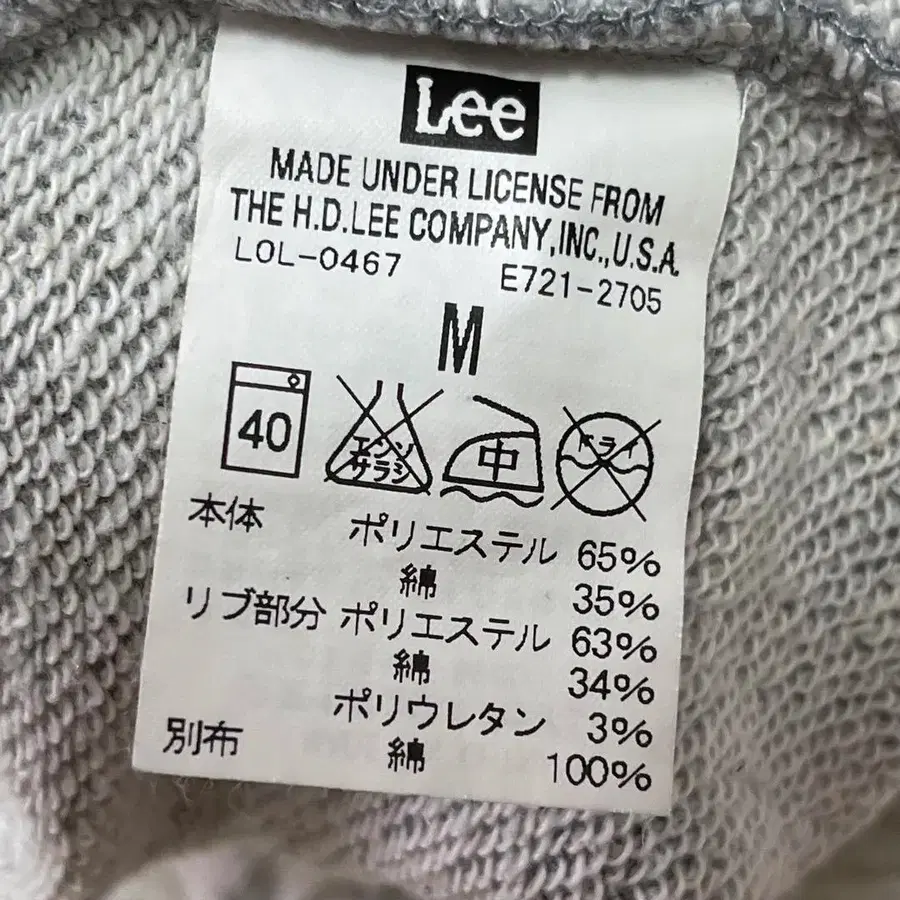 Lee
MADE UNDER LICENSE FROM
THE H.D.LEE COMPANY,INC.,U.S.A.
LOL-0467 E721-2705
M
40 エンソ サラシ 中 ドライ
本体 ポリエステル 65%
綿 35%
リブ部分 ポリエステル 63%
綿 34%
ポリウレタン 3%
別布 綿 100%